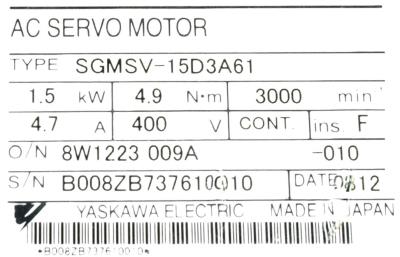 AC SERVO MOTOR
TYPE SGMSV-15D3A61
1.5 kW 4.9 N·m 3000 min
4.7 A 400 V CONT. ins F
O/N 8W1223 009A -010
S/N B008ZB737610010 DATE 0812
YASKAWA ELECTRIC MADE IN JAPAN
*B008ZB737610010*